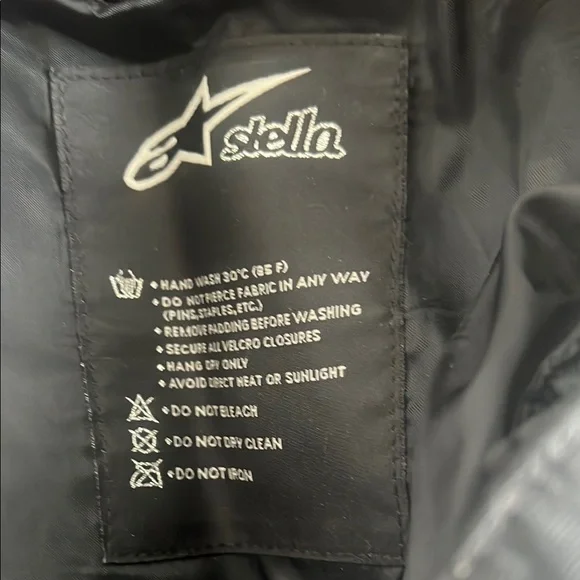 stella
• HAND WASH 30°C (85 F)
• DO NOT PIERCE FABRIC IN ANY WAY
(PINS, STAPLES, ETC.)
• REMOVE PADDING BEFORE WASHING
• SECURE ALL VELCRO CLOSURES
• HANG DRY ONLY
• AVOID DIRECT HEAT OR SUNLIGHT
• DO NOT BLEACH
• DO NOT DRY CLEAN
• DO NOT IRON